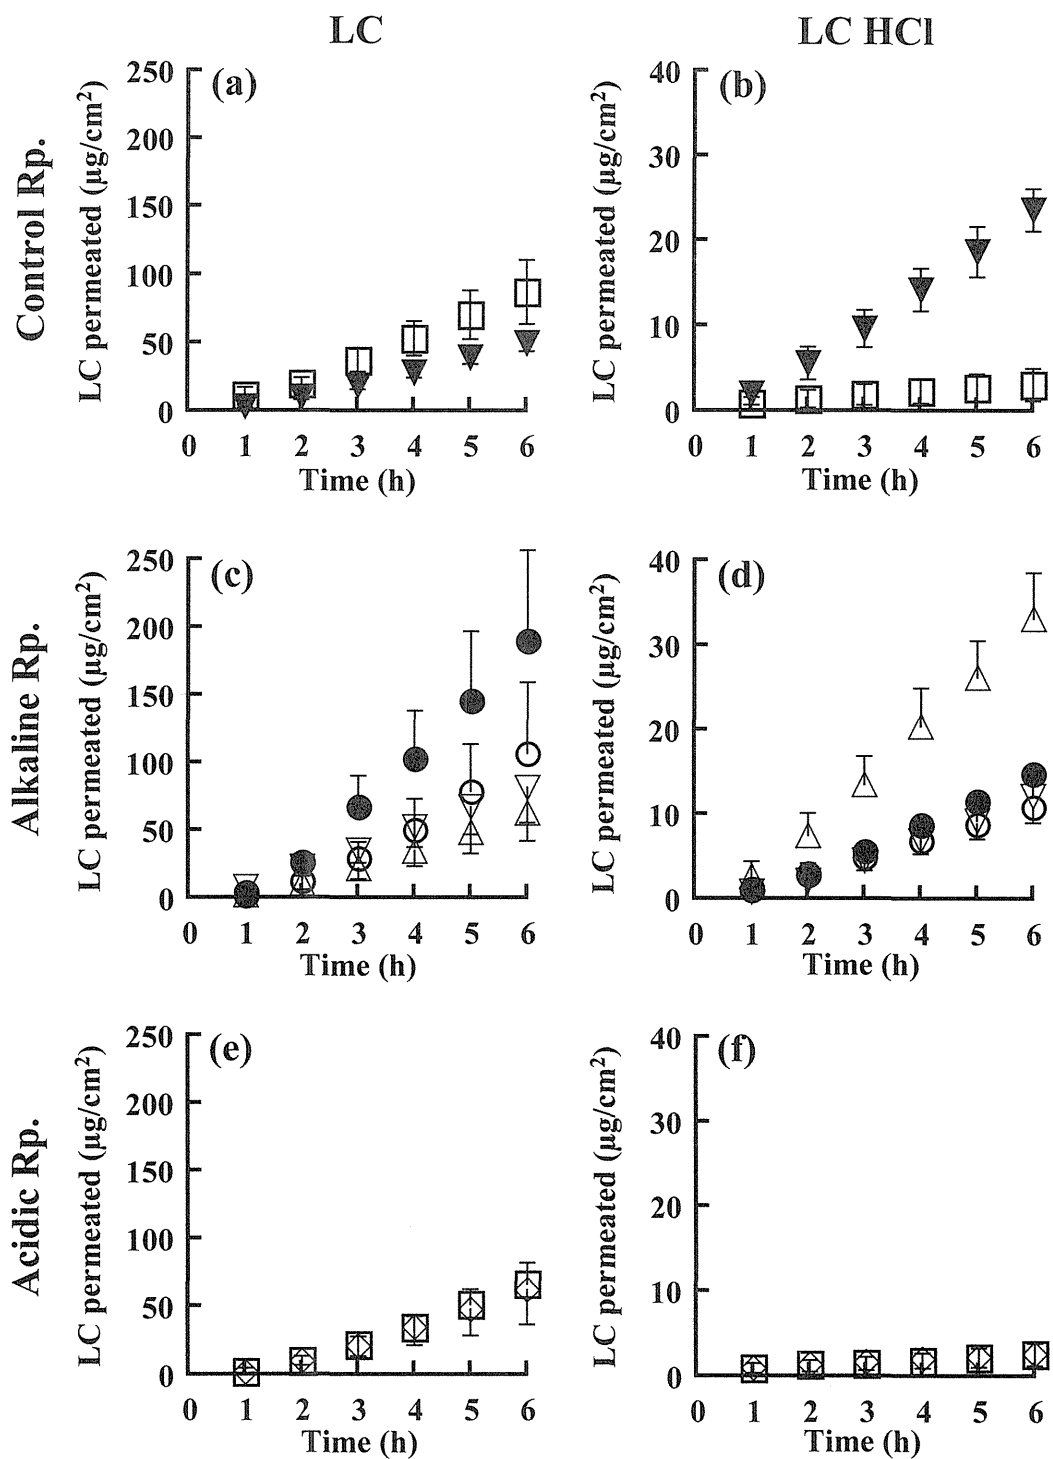 LC
LC HCl
Control Rp.
(a)
LC permeated (μg/cm²)
250
200
150
100
50
0
0 1 2 3 4 5 6
Time (h)
(b)
LC permeated (μg/cm²)
40
30
20
10
0
0 1 2 3 4 5 6
Time (h)
Alkaline Rp.
(c)
LC permeated (μg/cm²)
250
200
150
100
50
0
0 1 2 3 4 5 6
Time (h)
(d)
LC permeated (μg/cm²)
40
30
20
10
0
0 1 2 3 4 5 6
Time (h)
Acidic Rp.
(e)
LC permeated (μg/cm²)
250
200
150
100
50
0
0 1 2 3 4 5 6
Time (h)
(f)
LC permeated (μg/cm²)
40
30
20
10
0
0 1 2 3 4 5 6
Time (h)